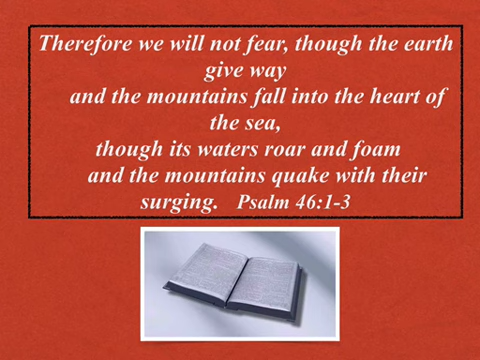 Therefore we will not fear, though the earth
give way
and the mountains fall into the heart of
the sea,
though its waters roar and foam
and the mountains quake with their
surging. Psalm 46:1-3